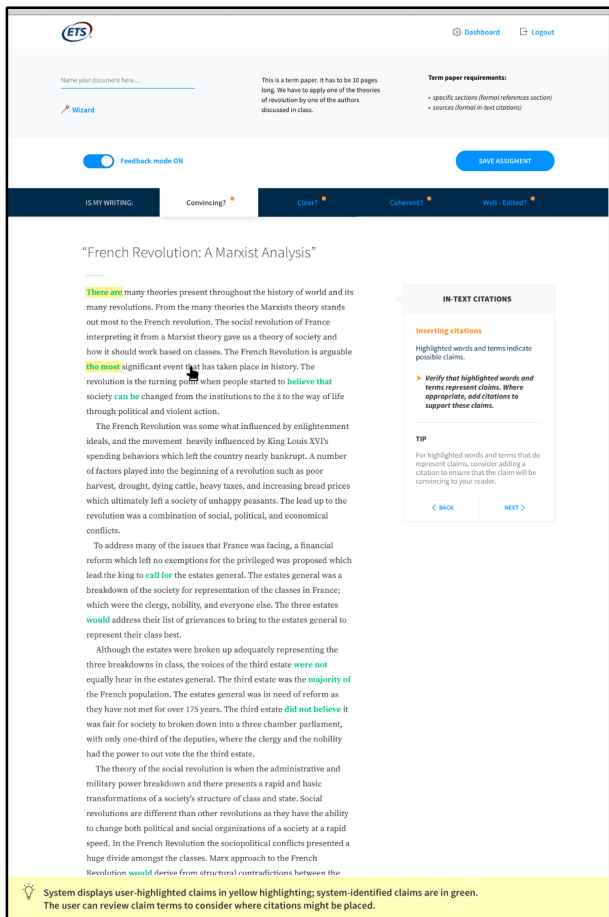 ETS
Dashboard
Logout
Name your document here...
Wizard
This is a term paper. It has to be 10 pages
long. We have to apply one of the theories
of revolution by one of the authors
discussed in class.
Term paper requirements:
• specific sections (formal references section)
• sources (formal in-text citations)
Feedback mode ON
SAVE ASSIGMENT
IS MY WRITING:
Convincing?
Clear?
Coherent?
Well - Edited?
“French Revolution: A Marxist Analysis”
There are many theories present throughout the history of world and its
many revolutions. From the many theories the Marxists theory stands
out most to the French revolution. The social revolution of France
interpreting it from a Marxist theory gave us a theory of society and
how it should work based on classes. The French Revolution is arguable
the most significant event that has taken place in history. The
revolution is the turning point when people started to believe that
society can be changed from the institutions to the ź to the way of life
through political and violent action.
The French Revolution was some what influenced by enlightenment
ideals, and the movement heavily influenced by King Louis XVI’s
spending behaviors which left the country nearly bankrupt. A number
of factors played into the beginning of a revolution such as poor
harvest, drought, dying cattle, heavy taxes, and increasing bread prices
which ultimately left a society of unhappy peasants. The lead up to the
revolution was a combination of social, political, and economical
conflicts.
To address many of the issues that France was facing, a financial
reform which left no exemptions for the privileged was proposed which
lead the king to call for the estates general. The estates general was a
breakdown of the society for representation of the classes in France;
which were the clergy, nobility, and everyone else. The three estates
would address their list of grievances to bring to the estates general to
represent their class best.
Although the estates were broken up adequately representing the
three breakdowns in class, the voices of the third estate were not
equally hear in the estates general. The third estate was the majority of
the French population. The estates general was in need of reform as
they have not met for over 175 years. The third estate did not believe it
was fair for society to broken down into a three chamber parliament,
with only one-third of the deputies, where the clergy and the nobility
had the power to out vote the the third estate.
The theory of the social revolution is when the administrative and
military power breakdown and there presents a rapid and basic
transformations of a society’s structure of class and state. Social
revolutions are different than other revolutions as they have the ability
to change both political and social organizations of a society at a rapid
speed. In the French Revolution the sociopolitical conflicts presented a
huge divide amongst the classes. Marx approach to the French
Revolution would derive from structural contradictions between the
IN-TEXT CITATIONS
Inserting citations
Highlighted words and terms indicate
possible claims.
Verify that highlighted words and
terms represent claims. Where
appropriate, add citations to
support these claims.
TIP
For highlighted words and terms that do
represent claims, consider adding a
citation to ensure that the claim will be
convincing to your reader.
BACK
NEXT
System displays user-highlighted claims in yellow highlighting; system-identified claims are in green.
The user can review claim terms to consider where citations might be placed.